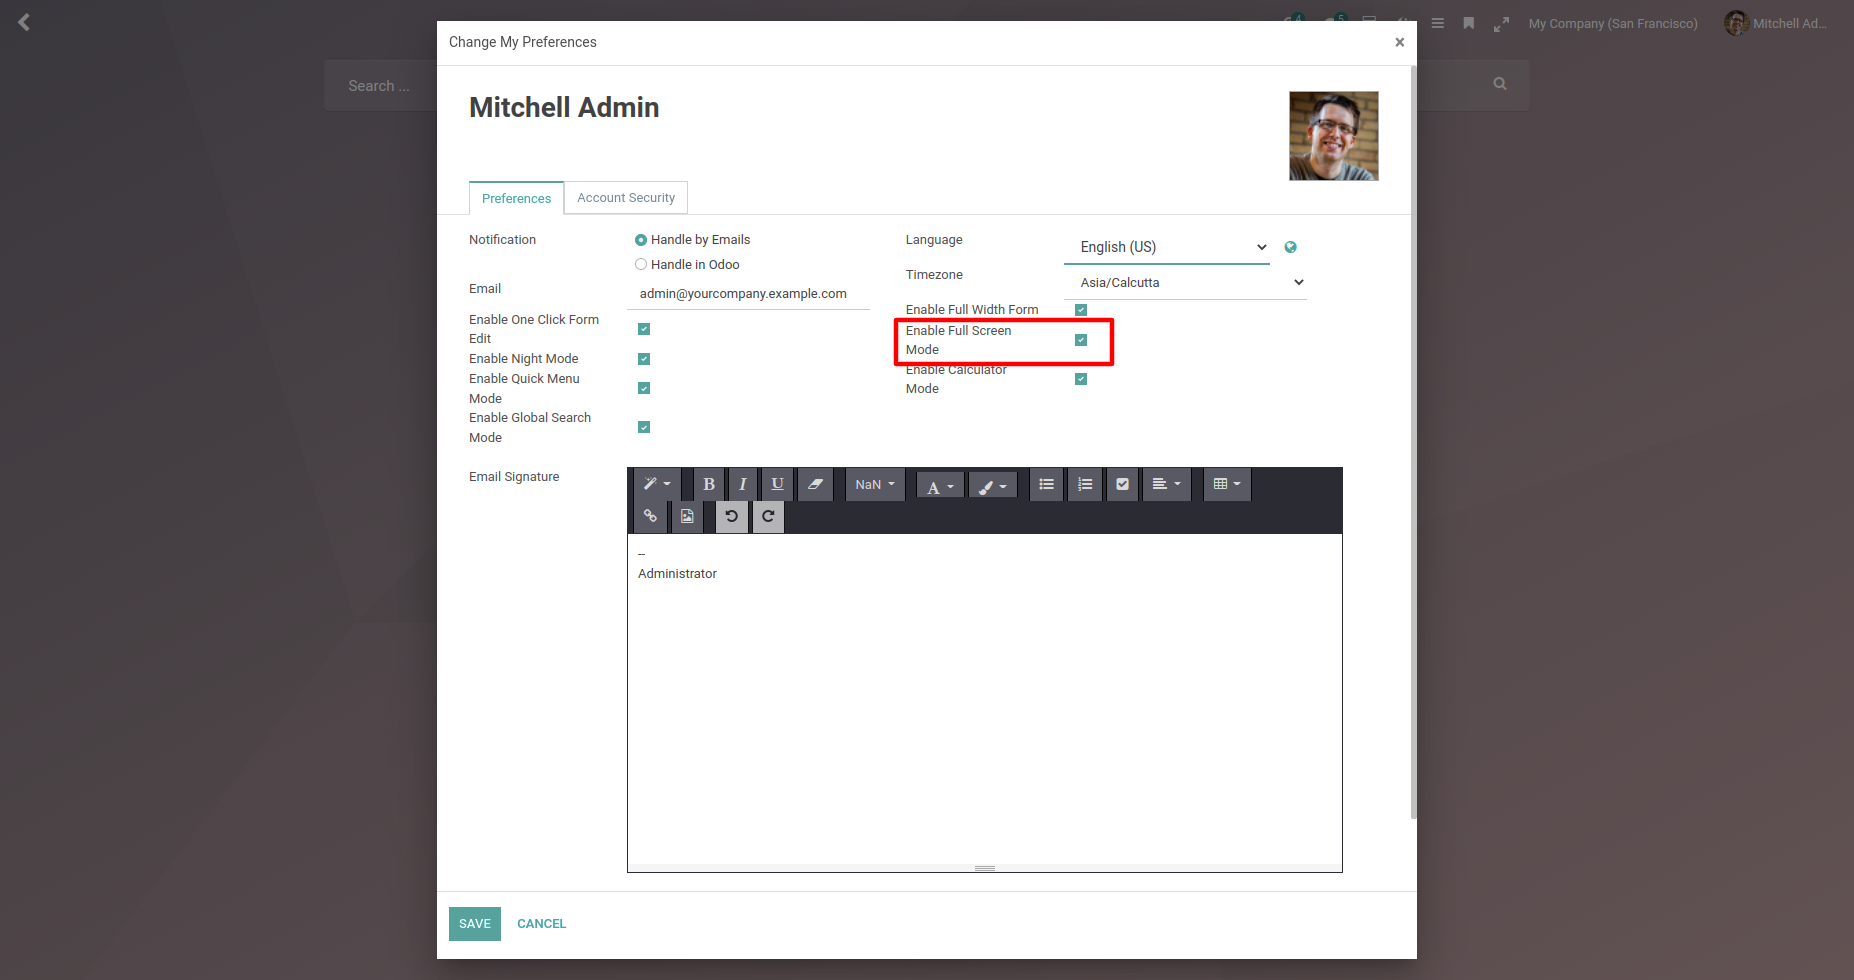 4
5
My Company (San Francisco)
Mitchell Ad...
Search ...
Change My Preferences
×
Mitchell Admin
Preferences
Account Security
Notification
Handle by Emails
Handle in Odoo
Email
admin@yourcompany.example.com
Enable One Click Form
Edit
Enable Night Mode
Enable Quick Menu
Mode
Enable Global Search
Mode
Language
English (US)
Timezone
Asia/Calcutta
Enable Full Width Form
Enable Full Screen
Mode
Enable Calculator
Mode
Email Signature
B I U NaN A
--
Administrator
SAVE
CANCEL